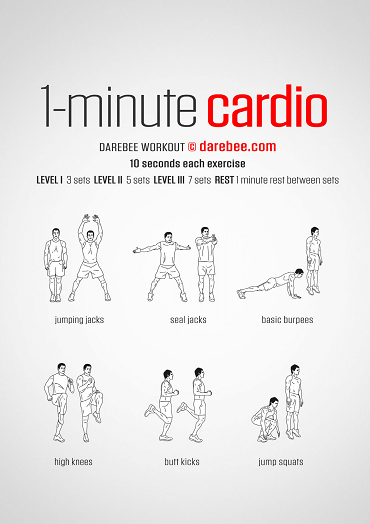 1-minute cardio
DAREBEE WORKOUT © darebee.com
10 seconds each exercise
LEVEL I 3 sets LEVEL II 5 sets LEVEL III 7 sets REST 1 minute rest between sets
jumping jacks seal jacks basic burpees
high knees butt kicks jump squats